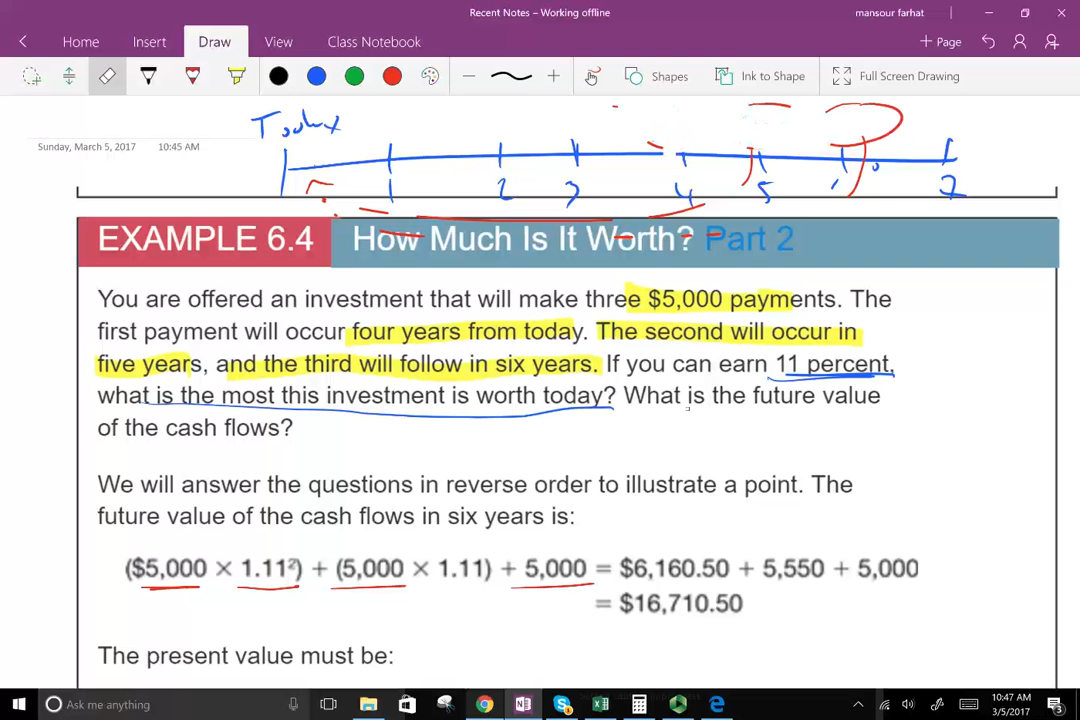 Recent Notes – Working offline
mansour farhat
Home Insert Draw View Class Notebook
Page
Shapes Ink to Shape Full Screen Drawing
Today
Sunday, March 5, 2017 10:45 AM
1 2 3 4 5 7
EXAMPLE 6.4 How Much Is It Worth? Part 2
You are offered an investment that will make three $5,000 payments. The
first payment will occur four years from today. The second will occur in
five years, and the third will follow in six years. If you can earn 11 percent,
what is the most this investment is worth today? What is the future value
of the cash flows?
We will answer the questions in reverse order to illustrate a point. The
future value of the cash flows in six years is:
($5,000 × 1.11²) + (5,000 × 1.11) + 5,000 = $6,160.50 + 5,550 + 5,000
= $16,710.50
The present value must be:
Ask me anything
10:47 AM
3/5/2017
3